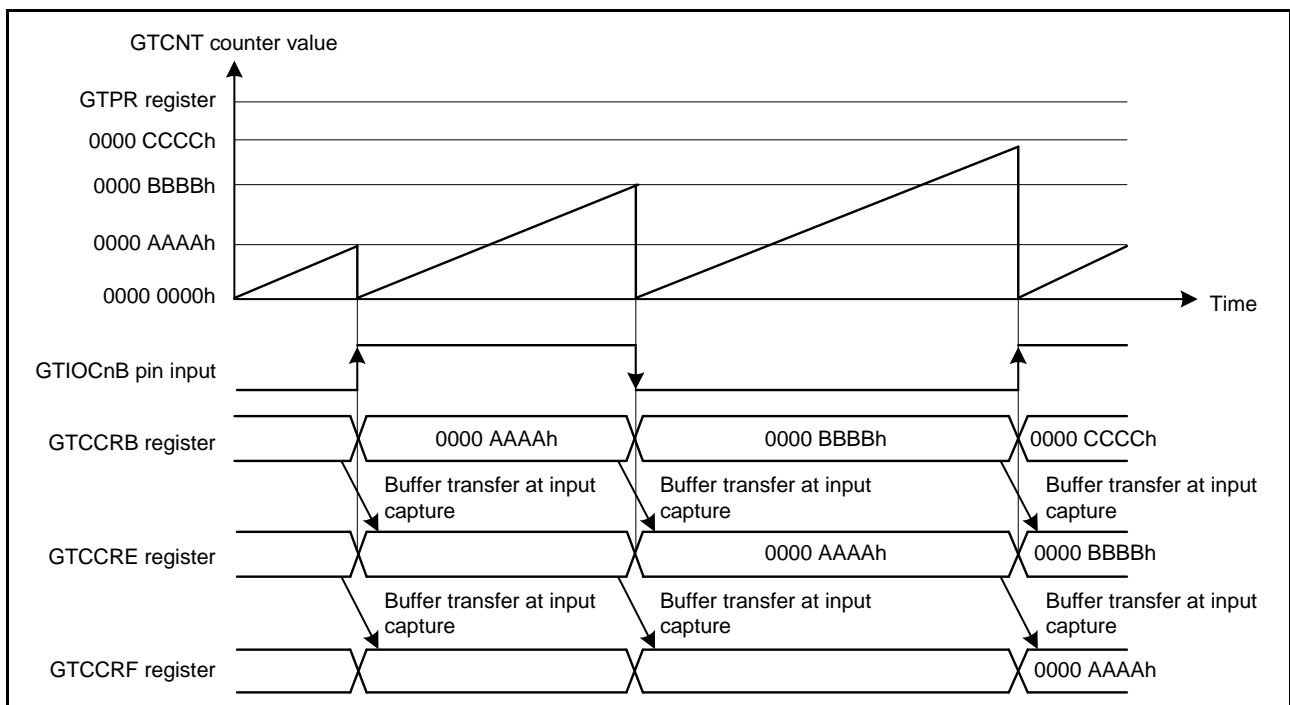 GTCNT counter value
GTPR register
0000 CCCCh
0000 BBBBh
0000 AAAAh
0000 0000h
Time
GTIOCnB pin input
GTCCRB register
0000 AAAAh
0000 BBBBh
0000 CCCCh
Buffer transfer at input
capture
Buffer transfer at input
capture
Buffer transfer at input
capture
GTCCRE register
0000 AAAAh
0000 BBBBh
Buffer transfer at input
capture
Buffer transfer at input
capture
Buffer transfer at input
capture
GTCCRF register
0000 AAAAh